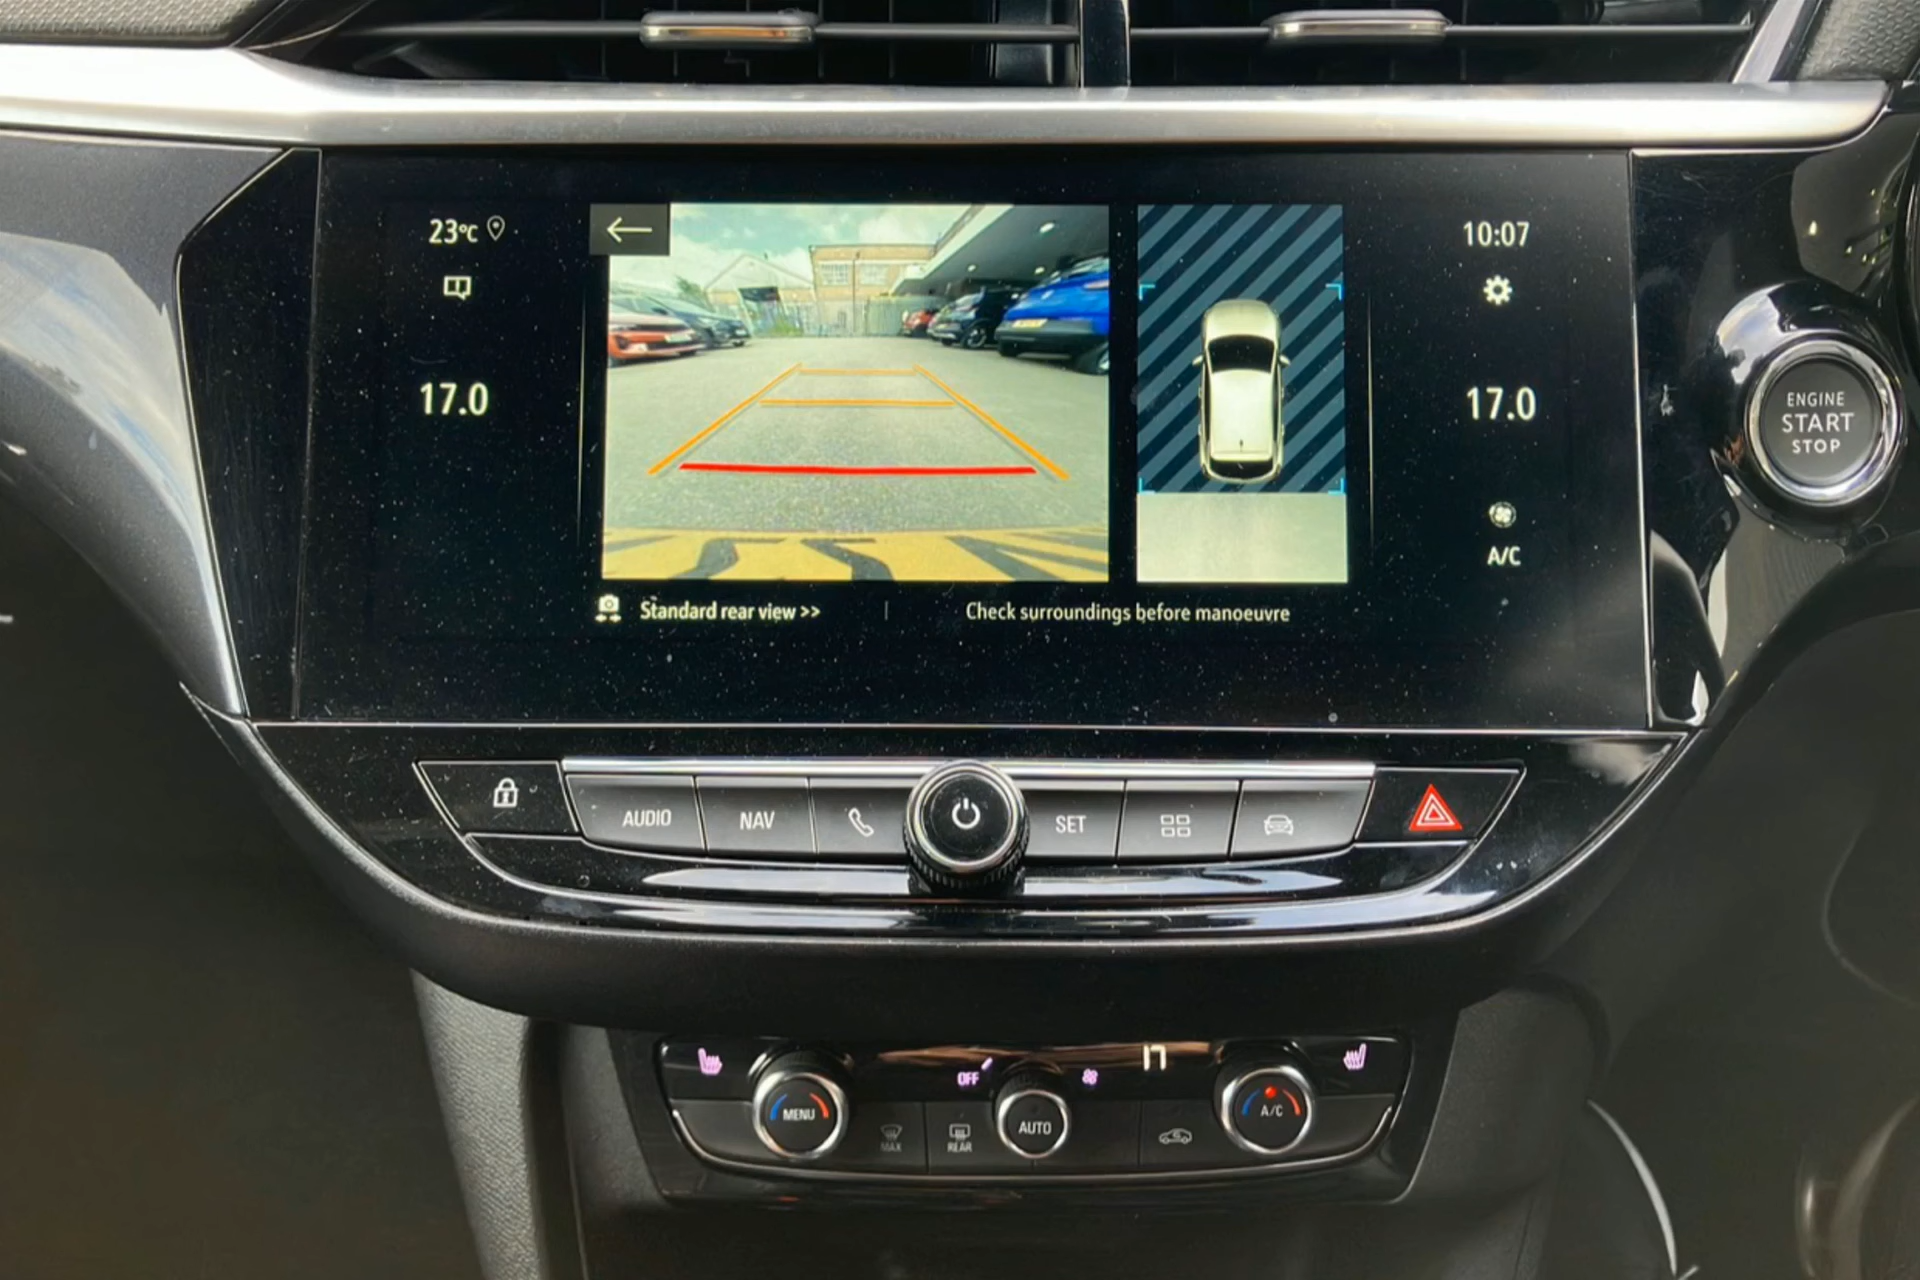 23°C
10:07
17.0
17.0
ENGINE
START
STOP
A/C
Standard rear view >>
Check surroundings before manoeuvre
AUDIO
NAV
SET
OFF
17
MENU
MAX
REAR
AUTO
A/C